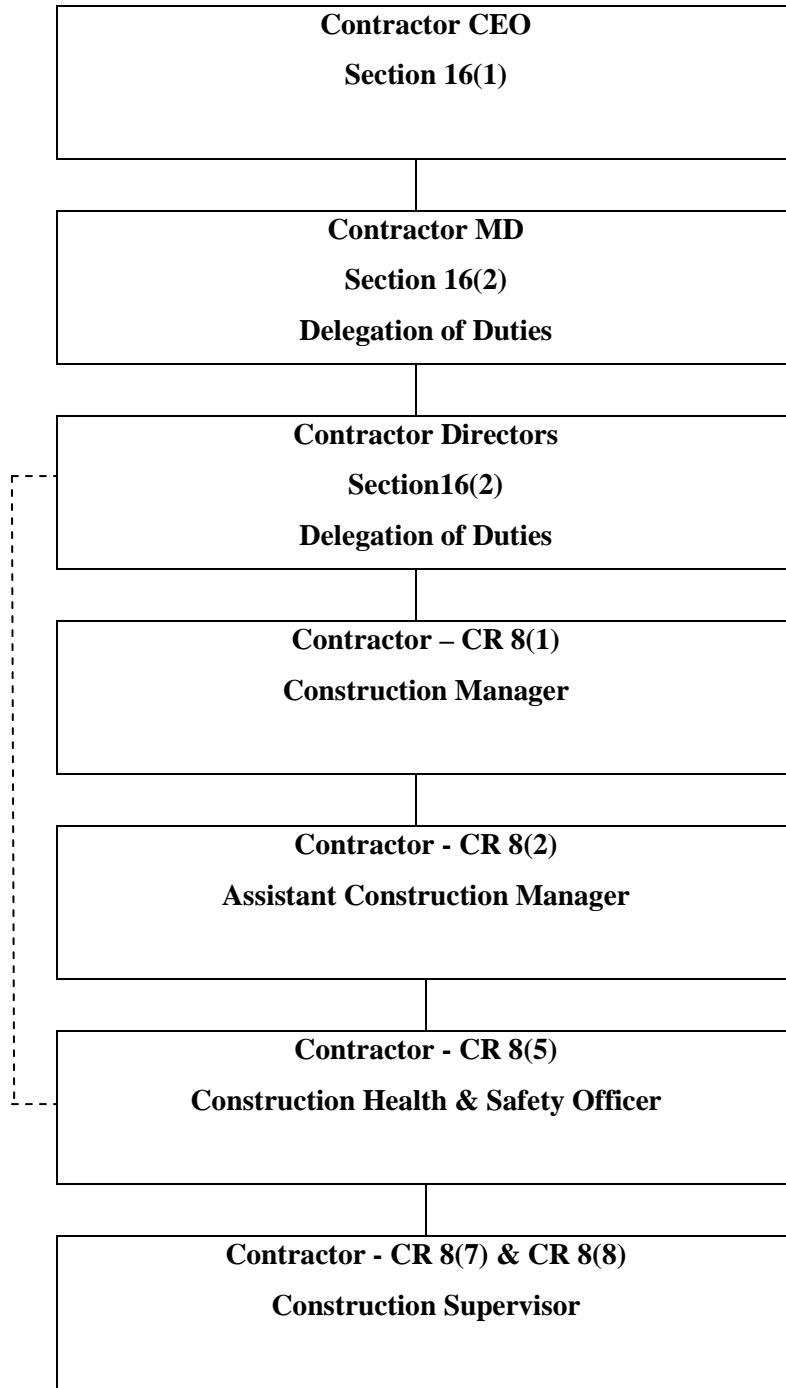 Contractor CEO
Section 16(1)
Contractor MD
Section 16(2)
Delegation of Duties
Contractor Directors
Section16(2)
Delegation of Duties
Contractor – CR 8(1)
Construction Manager
Contractor - CR 8(2)
Assistant Construction Manager
Contractor - CR 8(5)
Construction Health & Safety Officer
Contractor - CR 8(7) & CR 8(8)
Construction Supervisor